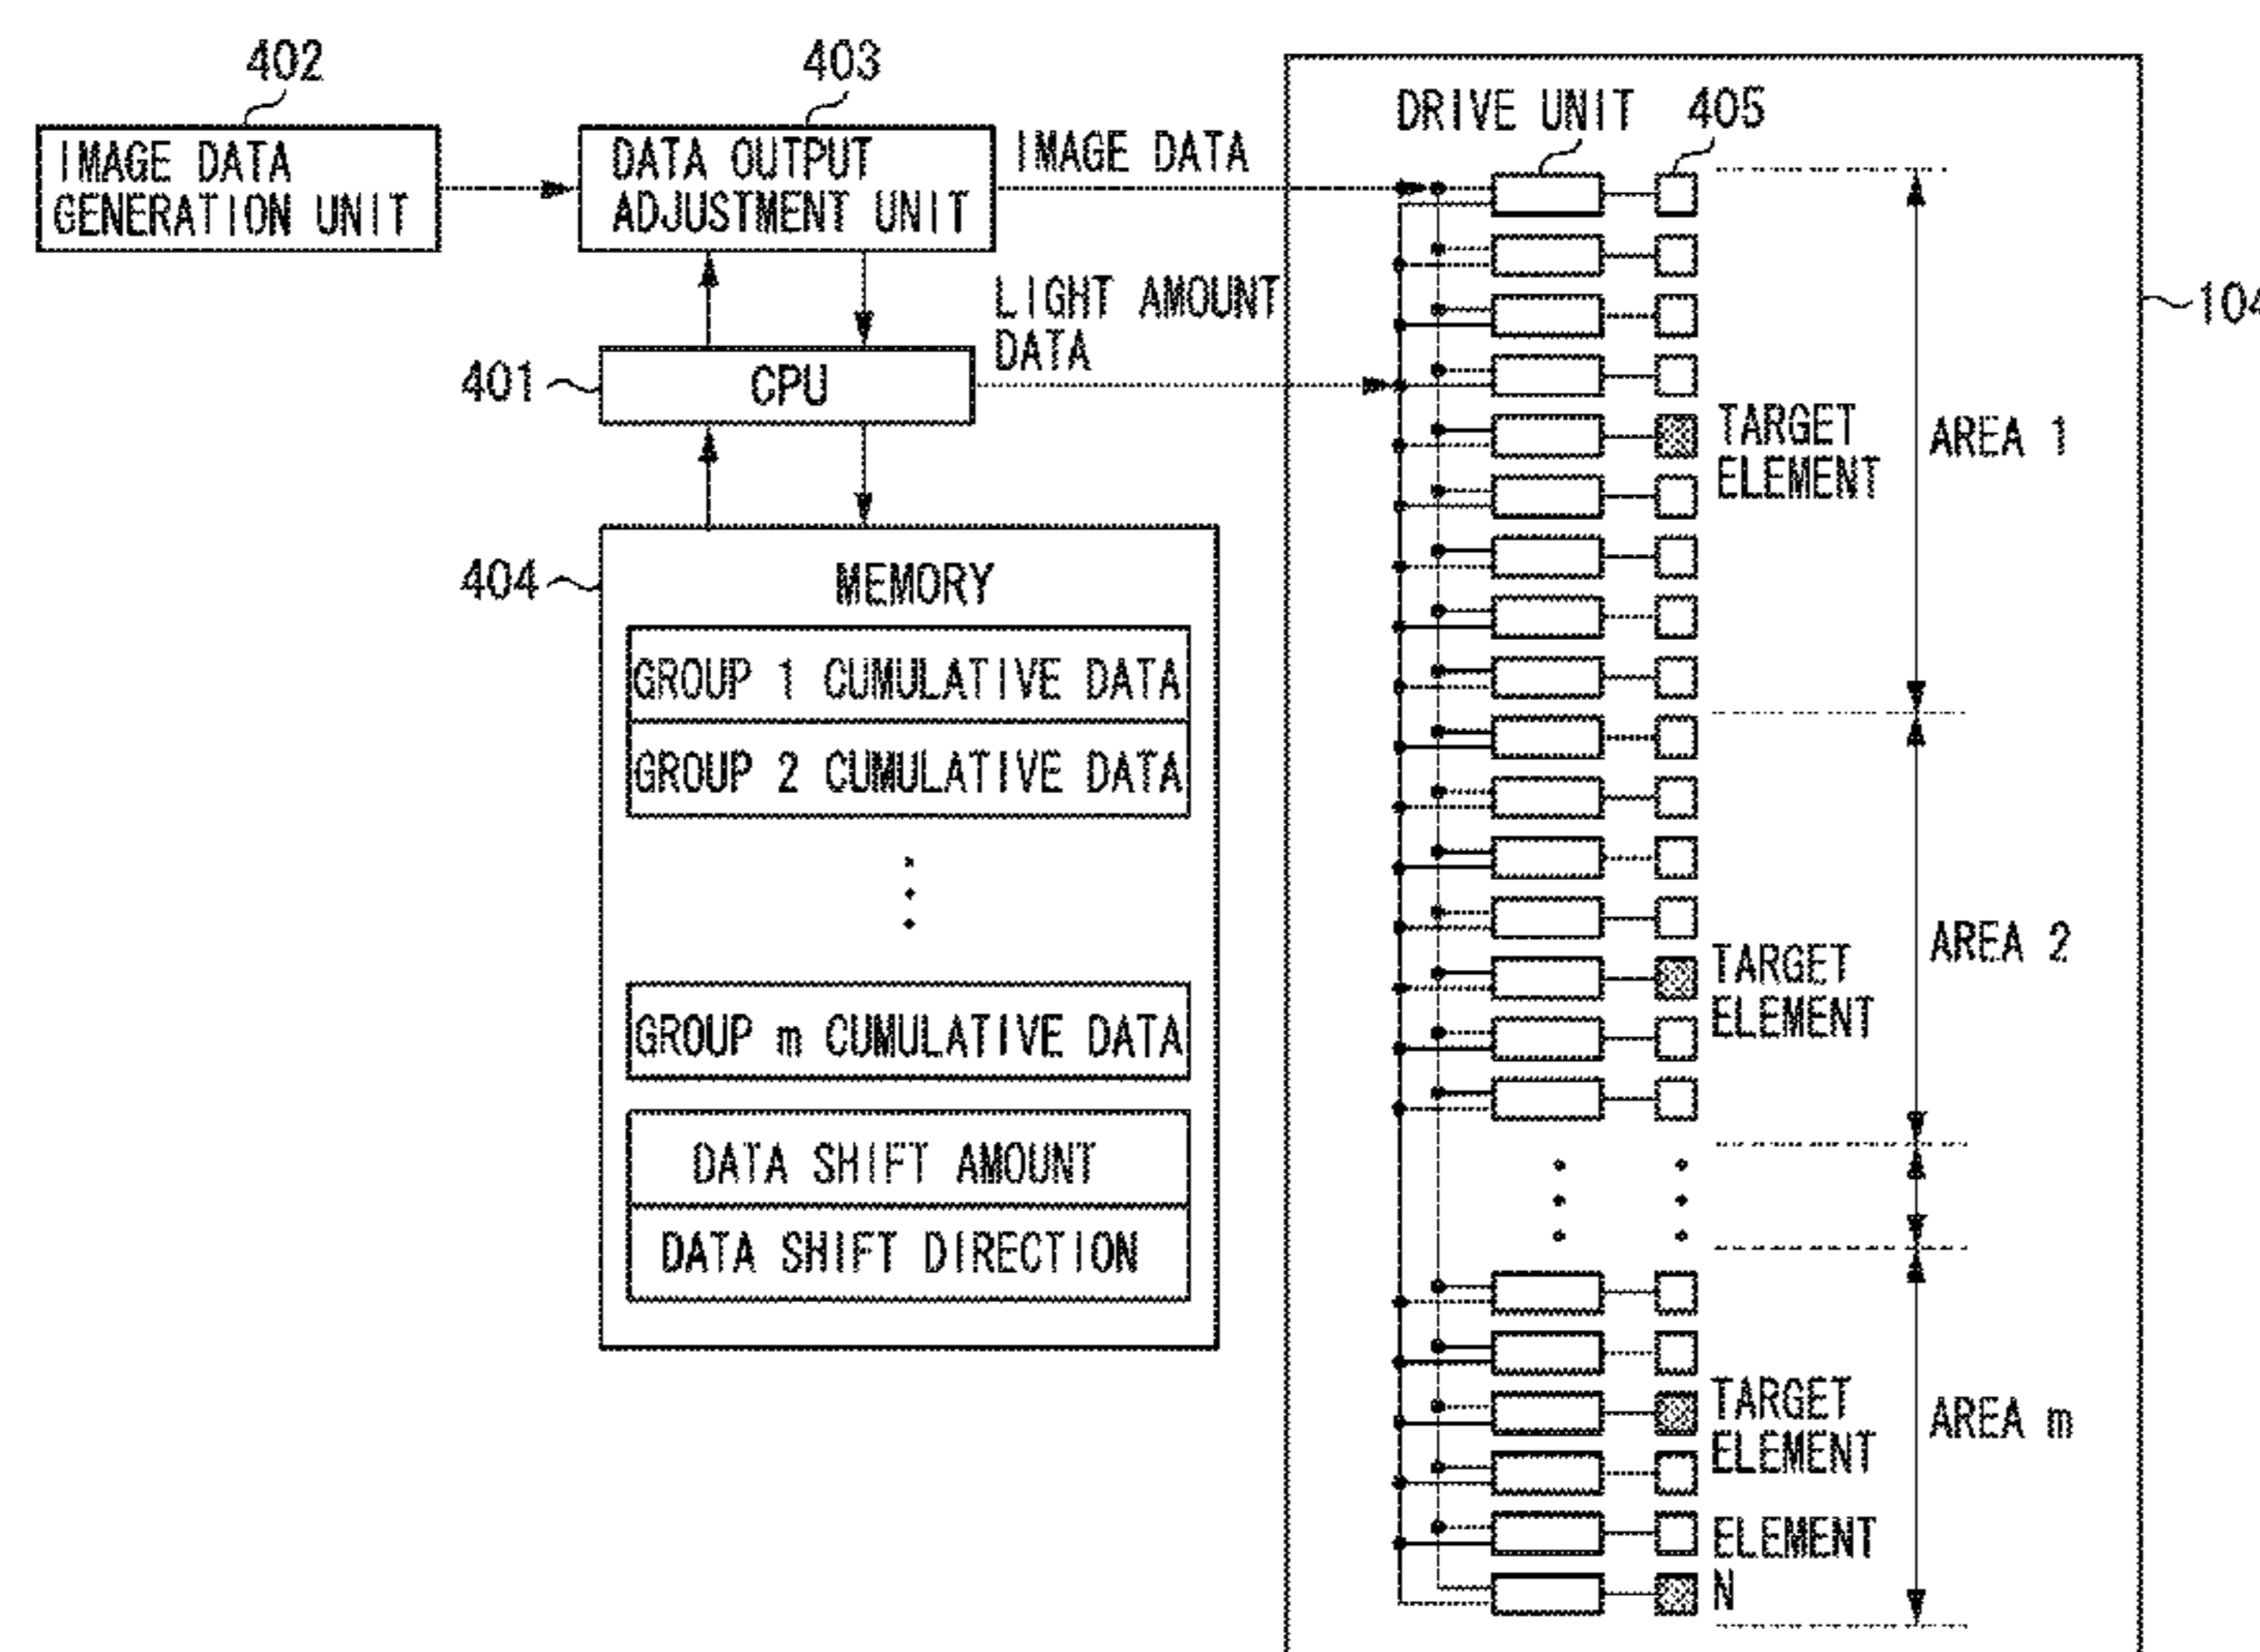 402
403
IMAGE DATA
GENERATION UNIT
DATA OUTPUT
ADJUSTMENT UNIT
IMAGE DATA
DRIVE UNIT
405
LIGHT AMOUNT
DATA
104
401
CPU
TARGET
ELEMENT
AREA 1
404
MEMORY
GROUP 1 CUMULATIVE DATA
GROUP 2 CUMULATIVE DATA
GROUP m CUMULATIVE DATA
DATA SHIFT AMOUNT
DATA SHIFT DIRECTION
TARGET
ELEMENT
AREA 2
TARGET
ELEMENT
AREA m
ELEMENT
N